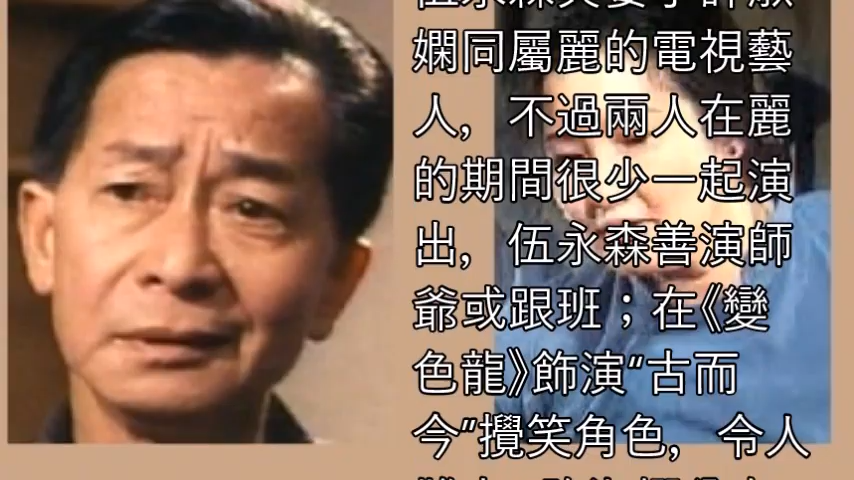 嫻同屬麗的電視藝
人，不過兩人在麗
的期間很少一起演
出，伍永森善演師
爺或跟班；在《變
色龍》飾演“古而
今”攪笑角色，令人